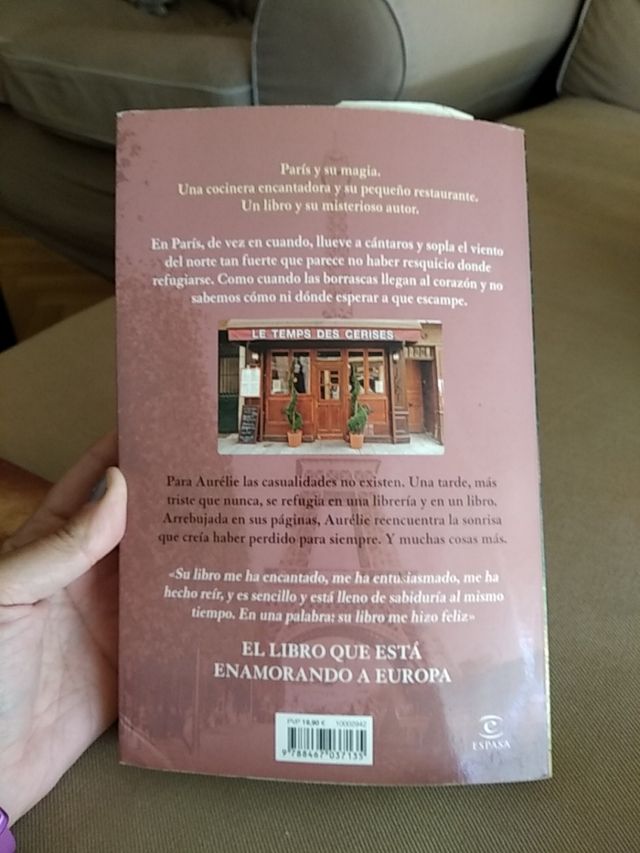 París y su magia.
Una cocinera encantadora y su pequeño restaurante.
Un libro y su misterioso autor.
En París, de vez en cuando, llueve a cántaros y sopla el viento
del norte tan fuerte que parece no haber resquicio donde
refugiarse. Como cuando las borrascas llegan al corazón y no
sabemos cómo ni dónde esperar a que escampe.
LE TEMPS DES CERISES
Para Aurélie las casualidades no existen. Una tarde, más
triste que nunca, se refugia en una librería y en un libro.
Arrebujada en sus páginas, Aurélie reencuentra la sonrisa
que creía haber perdido para siempre. Y muchas cosas más.
«Su libro me ha encantado, me ha entusiasmado, me ha
hecho reír, y es sencillo y está lleno de sabiduría al mismo
tiempo. En una palabra: su libro me hizo feliz»
EL LIBRO QUE ESTÁ
ENAMORANDO A EUROPA
PVP 19,90 € 10002942
9 788467 037135
ESPASA